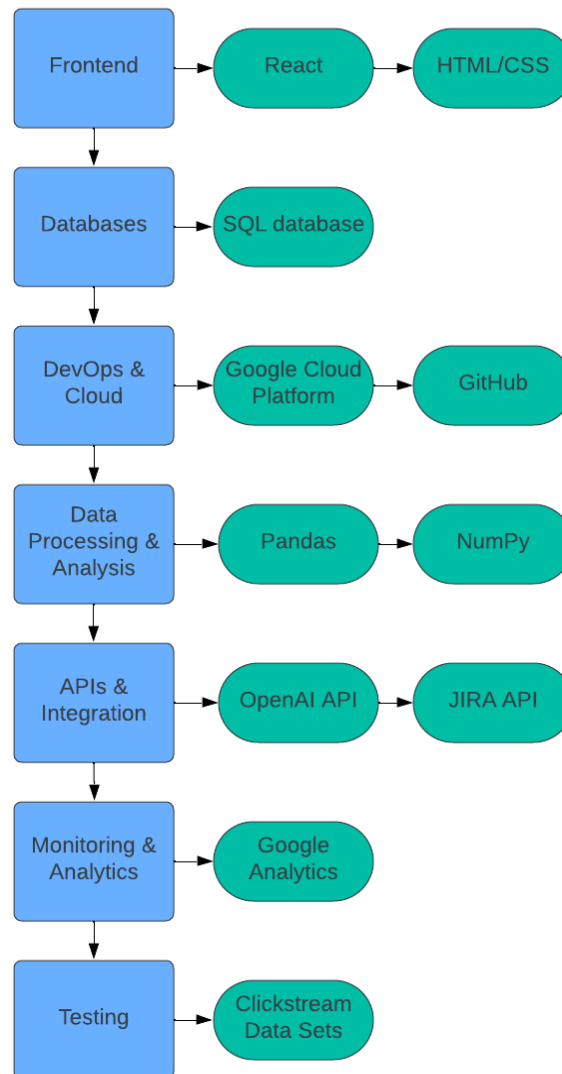 Frontend
React
HTML/CSS
Databases
SQL database
DevOps &
Cloud
Google Cloud
Platform
GitHub
Data
Processing &
Analysis
Pandas
NumPy
APIs &
Integration
OpenAI API
JIRA API
Monitoring &
Analytics
Google
Analytics
Testing
Clickstream
Data Sets